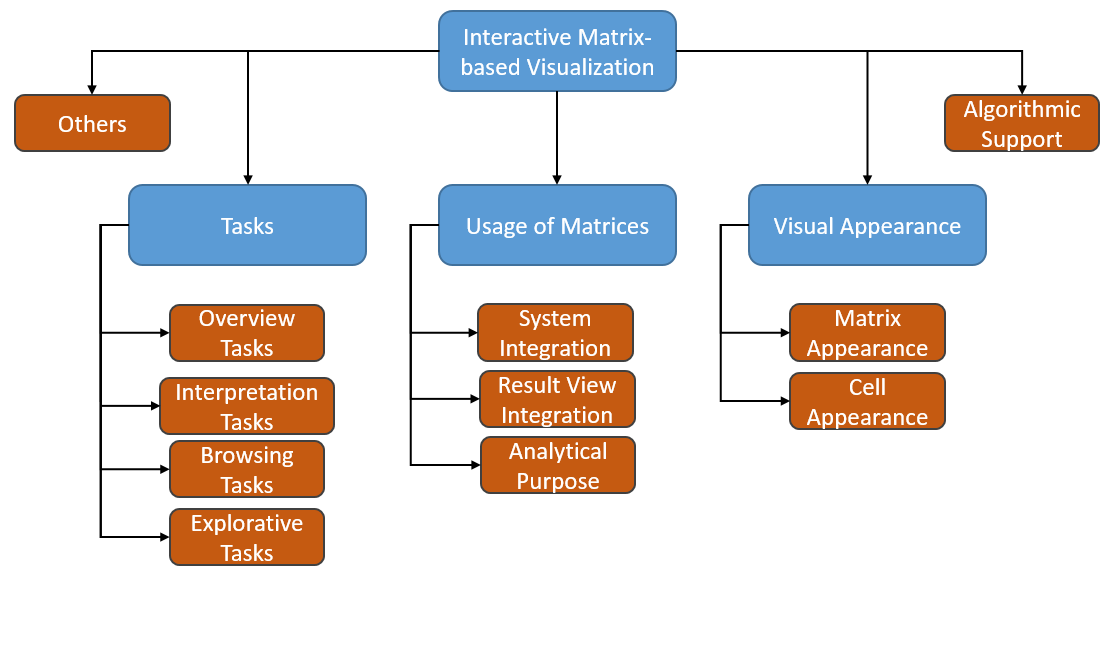 Interactive Matrix-
based Visualization
Others
Algorithmic
Support
Tasks
Usage of Matrices
Visual Appearance
Overview
Tasks
Interpretation
Tasks
Browsing
Tasks
Explorative
Tasks
System
Integration
Result View
Integration
Analytical
Purpose
Matrix
Appearance
Cell
Appearance